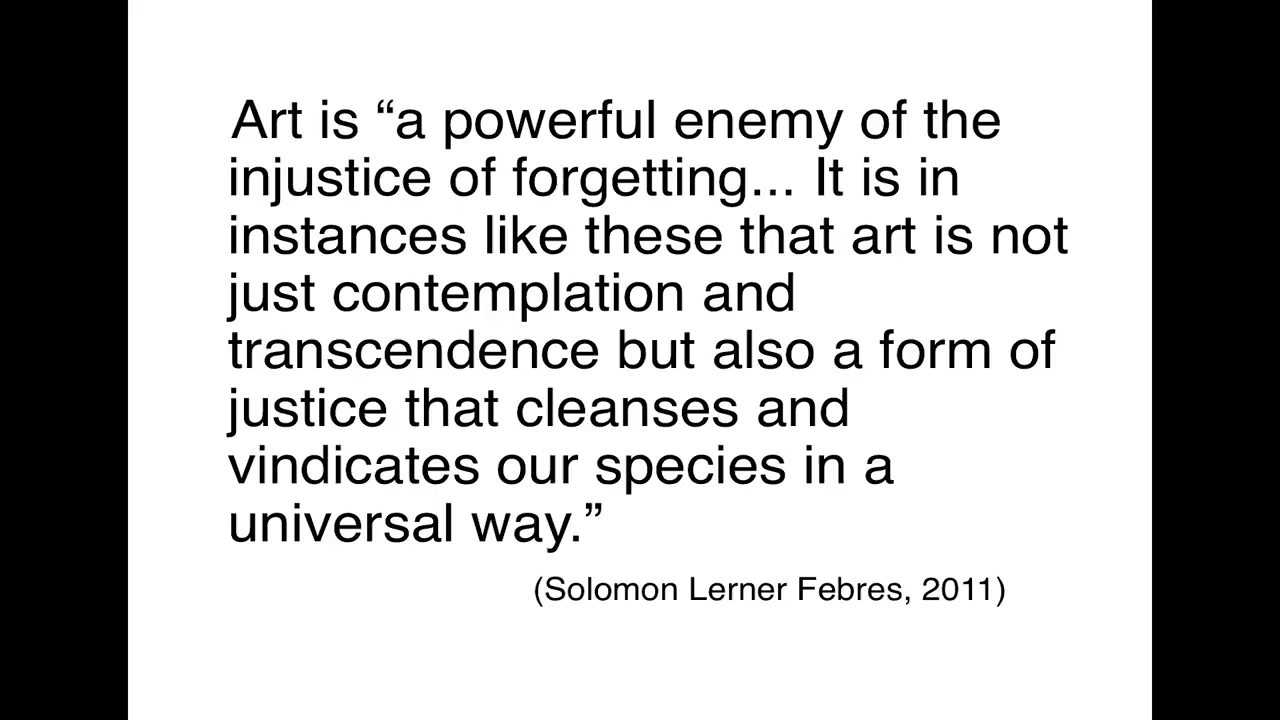 Art is “a powerful enemy of the
injustice of forgetting... It is in
instances like these that art is not
just contemplation and
transcendence but also a form of
justice that cleanses and
vindicates our species in a
universal way.”
(Solomon Lerner Febres, 2011)